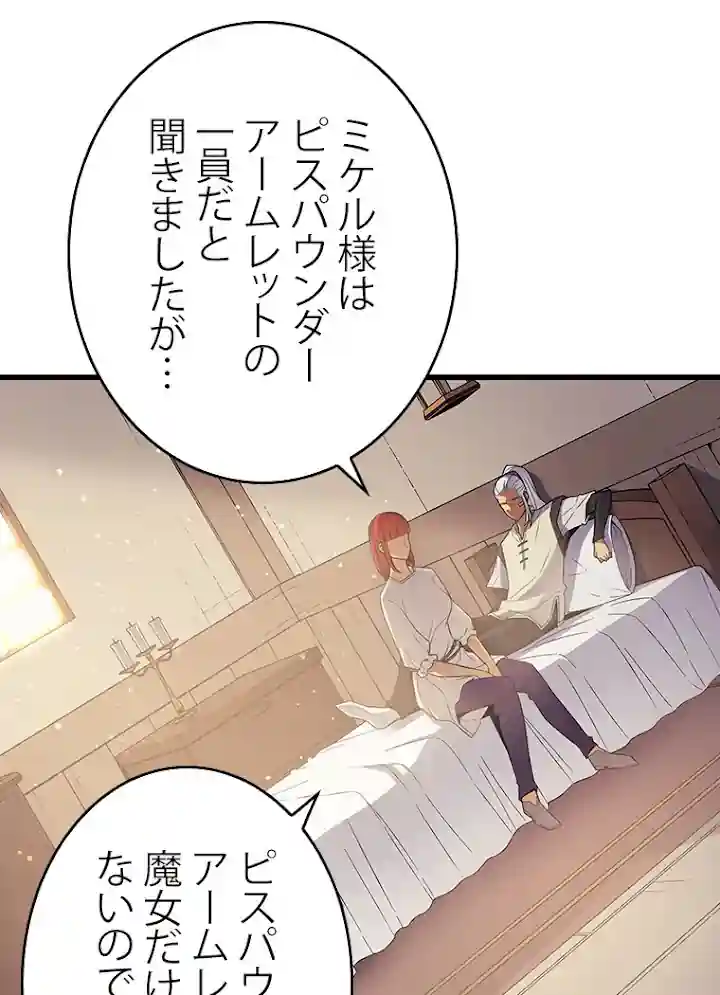 ミケル様は
ピスパウンダー
アームレットの
一員だと
聞きましたが…
ピスパウ
アームレ
魔女だけ
ないので